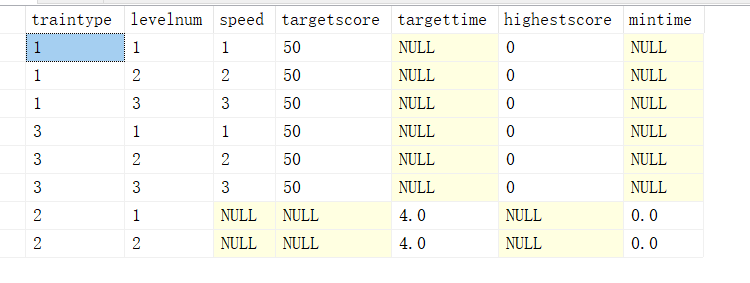 traintype levelnum speed targetscore targettime highestscore mintime
1 1 1 50 NULL 0 NULL
1 2 2 50 NULL 0 NULL
1 3 3 50 NULL 0 NULL
3 1 1 50 NULL 0 NULL
3 2 2 50 NULL 0 NULL
3 3 3 50 NULL 0 NULL
2 1 NULL NULL 4.0 NULL 0.0
2 2 NULL NULL 4.0 NULL 0.0